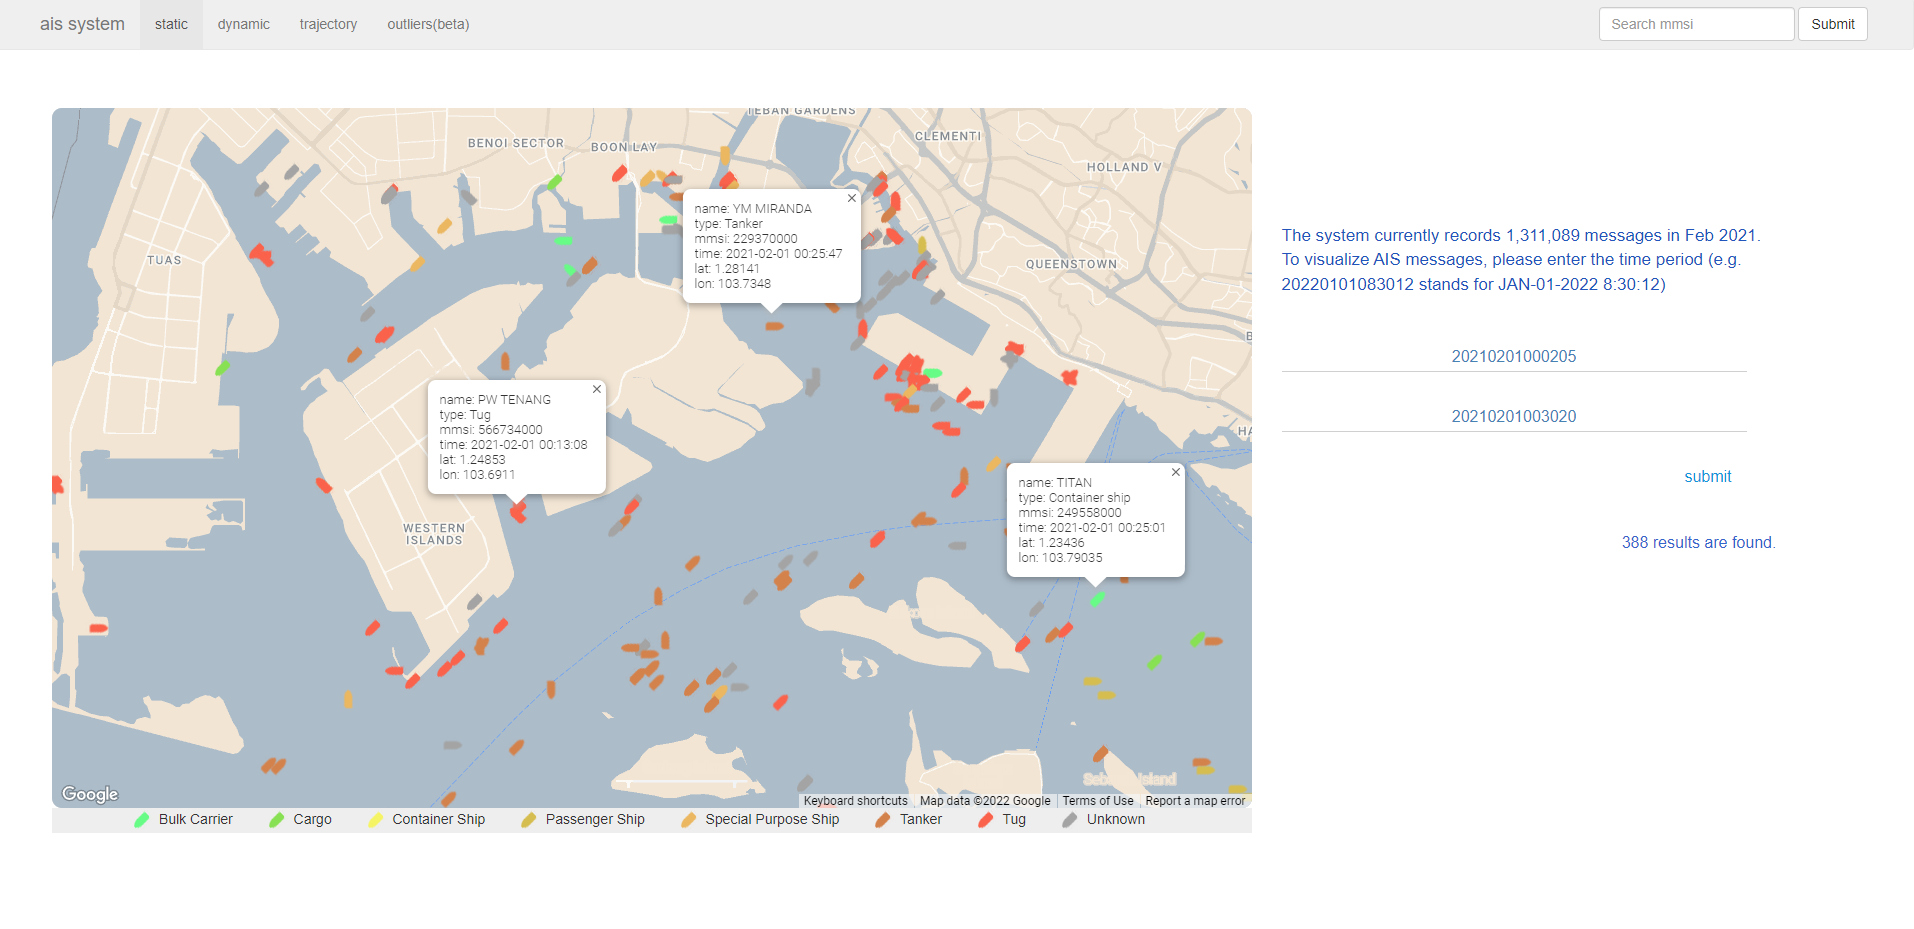 ais system static dynamic trajectory outliers(beta) Search mmsi Submit
TEBAN GARDENS
BENOI SECTOR
BOON LAY
CLEMENTI
HOLLAND V
name: YM MIRANDA
type: Tanker
mmsi: 229370000
time: 2021-02-01 00:25:47
lat: 1.28141
lon: 103.7348
TUAS
QUEENSTOWN
The system currently records 1,311,089 messages in Feb 2021.
To visualize AIS messages, please enter the time period (e.g.
20220101083012 stands for JAN-01-2022 8:30:12)
20210201000205
20210201003020
submit
388 results are found.
name: PW TENANG
type: Tug
mmsi: 566734000
time: 2021-02-01 00:13:08
lat: 1.24853
lon: 103.6911
name: TITAN
type: Container ship
mmsi: 249558000
time: 2021-02-01 00:25:01
lat: 1.23436
lon: 103.79035
WESTERN
ISLANDS
Google
Keyboard shortcuts Map data ©2022 Google Terms of Use Report a map error
Bulk Carrier Cargo Container Ship Passenger Ship Special Purpose Ship Tanker Tug Unknown